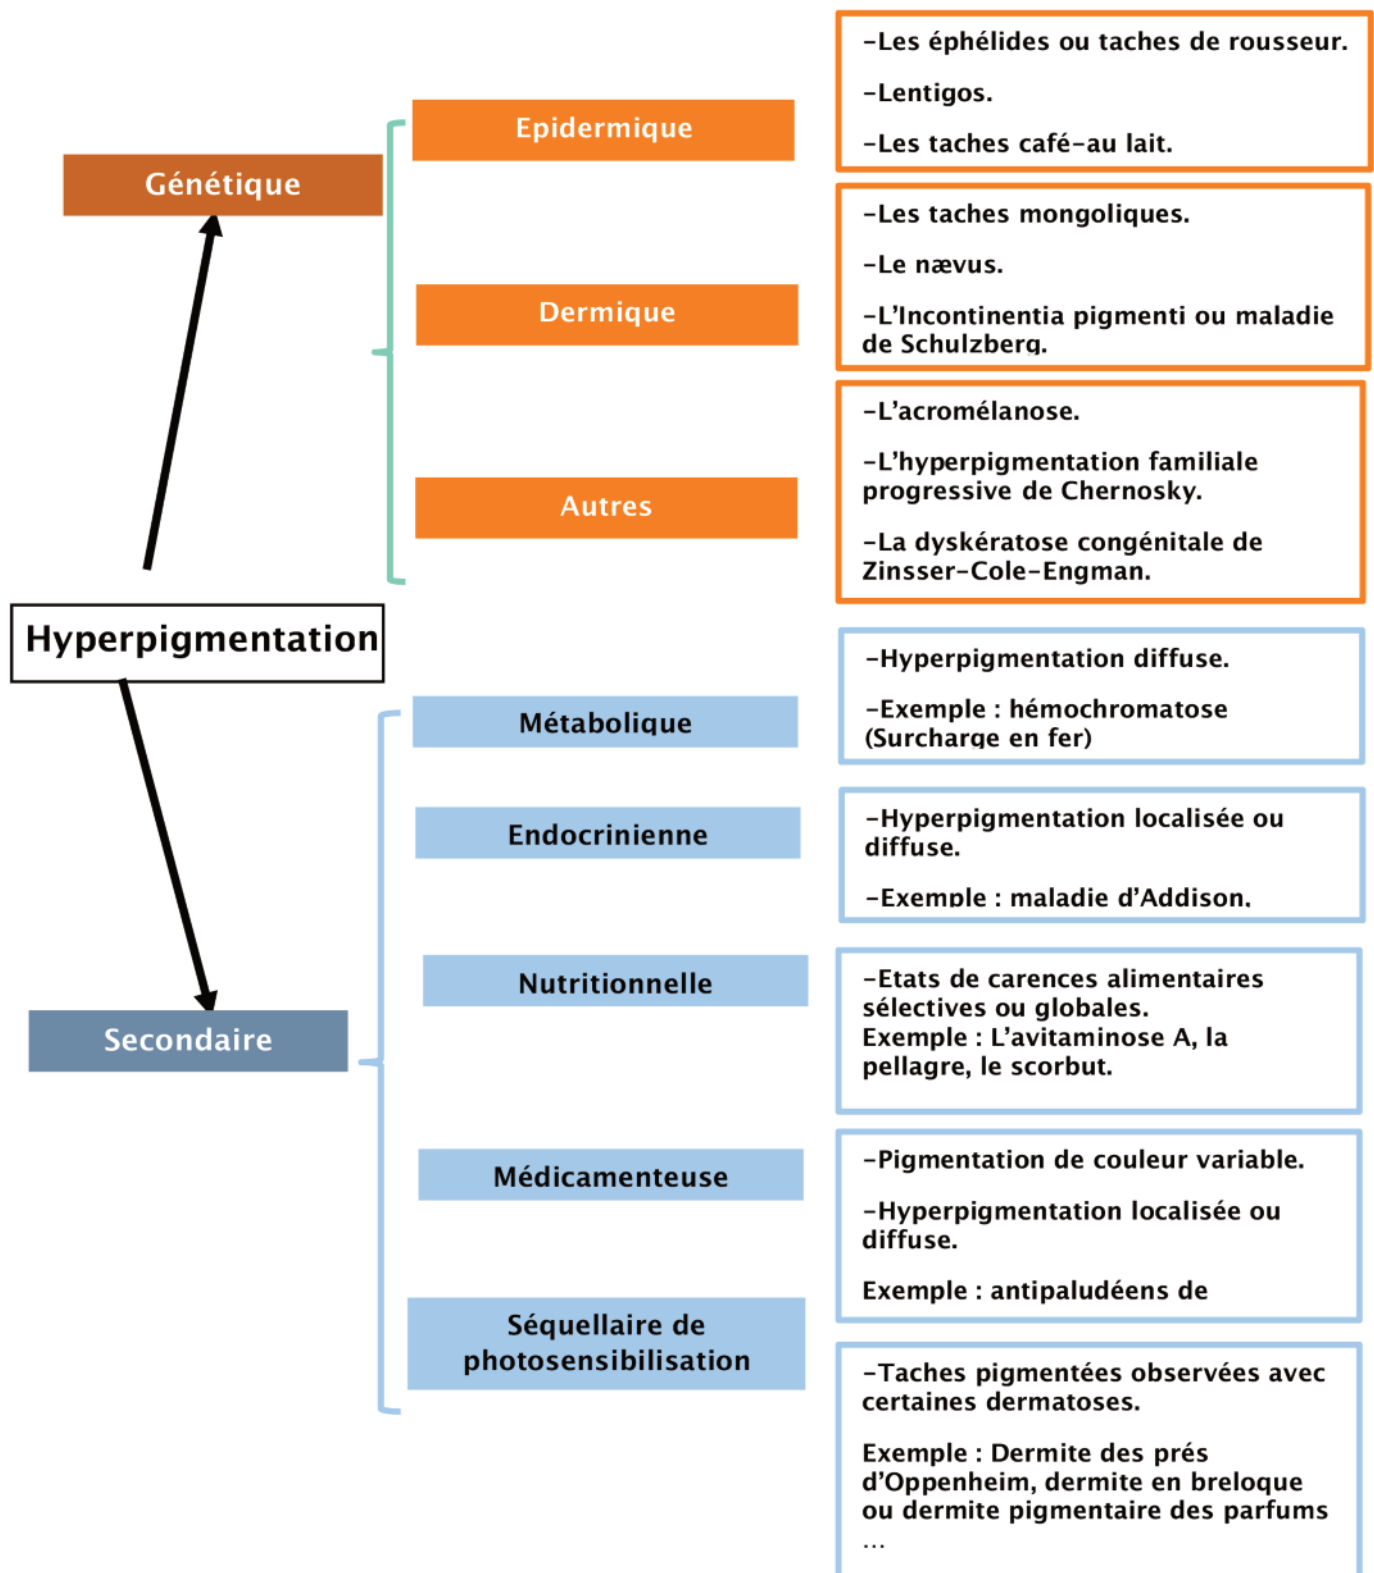 Hyperpigmentation
Génétique
Epidermique
-Les éphélides ou taches de rousseur.
-Lentigos.
-Les taches café-au lait.
Dermique
-Les taches mongoliques.
-Le nævus.
-L'Incontinentia pigmenti ou maladie
de Schulzberg.
Autres
-L'acromélanose.
-L'hyperpigmentation familiale
progressive de Chernosky.
-La dyskératose congénitale de
Zinsser-Cole-Engman.
Secondaire
Métabolique
-Hyperpigmentation diffuse.
-Exemple : hémochromatose
(Surcharge en fer)
Endocrinienne
-Hyperpigmentation localisée ou
diffuse.
-Exemple : maladie d'Addison.
Nutritionnelle
-Etats de carences alimentaires
sélectives ou globales.
Exemple : L'avitaminose A, la
pellagre, le scorbut.
Médicamenteuse
-Pigmentation de couleur variable.
-Hyperpigmentation localisée ou
diffuse.
Exemple : antipaludéens de
Séquellaire de
photosensibilisation
-Taches pigmentées observées avec
certaines dermatoses.
Exemple : Dermite des prés
d'Oppenheim, dermite en breloque
ou dermite pigmentaire des parfums
...